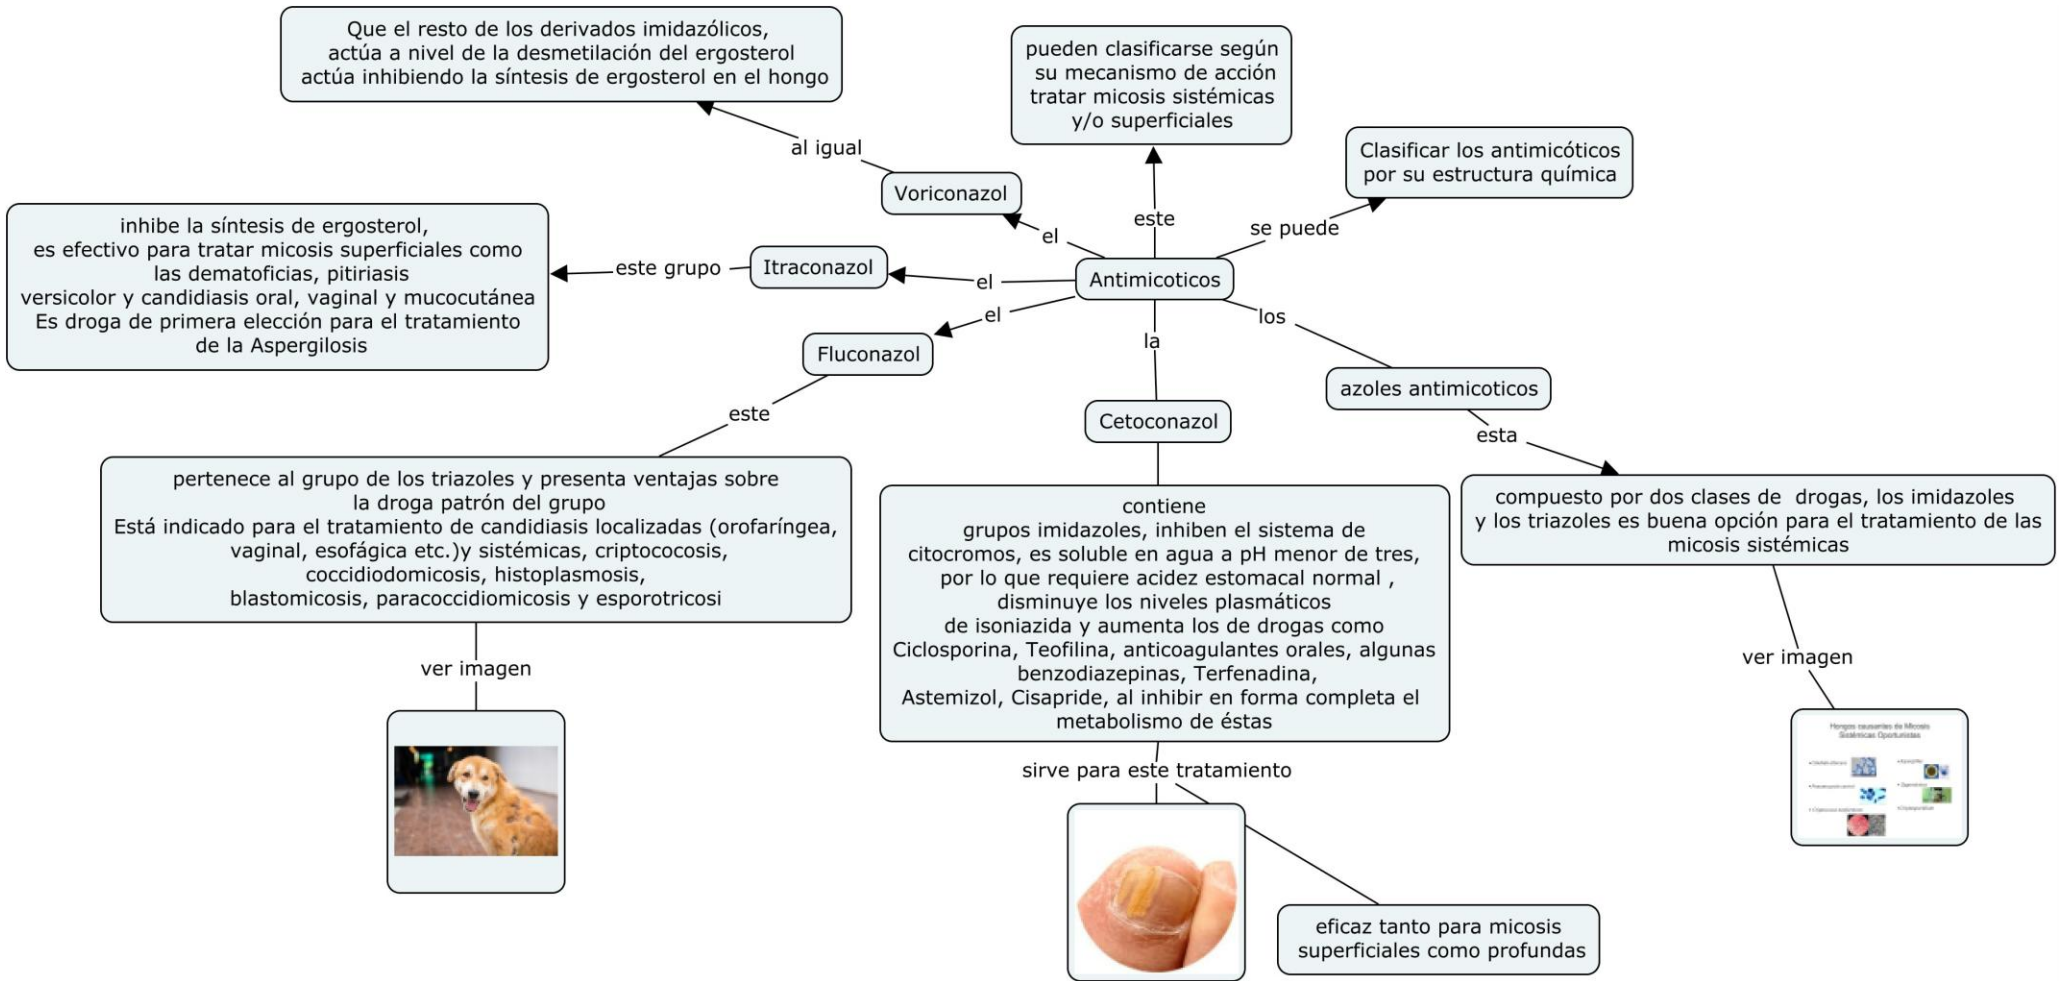 Que el resto de los derivados imidazólicos,
actúa a nivel de la desmetilación del ergosterol
actúa inhibiendo la síntesis de ergosterol en el hongo
pueden clasificarse según
su mecanismo de acción
tratar micosis sistémicas
y/o superficiales
Clasificar los antimicóticos
por su estructura química
al igual
Voriconazol
este
se puede
el
inhibe la síntesis de ergosterol,
es efectivo para tratar micosis superficiales como
las dematoficias, pitiriasis
versicolor y candidiasis oral, vaginal y mucocutánea
Es droga de primera elección para el tratamiento
de la Aspergilosis
este grupo
Itraconazol
el
Antimicoticos
el
los
Fluconazol
la
azoles antimicoticos
este
Cetoconazol
esta
pertenece al grupo de los triazoles y presenta ventajas sobre
la droga patrón del grupo
Está indicado para el tratamiento de candidiasis localizadas (orofaríngea,
vaginal, esofágica etc.)y sistémicas, criptococosis,
coccidiodomicosis, histoplasmosis,
blastomicosis, paracoccidiomicosis y esporotricosi
contiene
grupos imidazoles, inhiben el sistema de
citocromos, es soluble en agua a pH menor de tres,
por lo que requiere acidez estomacal normal ,
disminuye los niveles plasmáticos
de isoniazida y aumenta los de drogas como
Ciclosporina, Teofilina, anticoagulantes orales, algunas
benzodiazepinas, Terfenadina,
Astemizol, Cisapride, al inhibir en forma completa el
metabolismo de éstas
compuesto por dos clases de drogas, los imidazoles
y los triazoles es buena opción para el tratamiento de las
micosis sistémicas
ver imagen
ver imagen
sirve para este tratamiento
Hongos causantes de Micosis
Sistémicas Oportunistas
eficaz tanto para micosis
superficiales como profundas